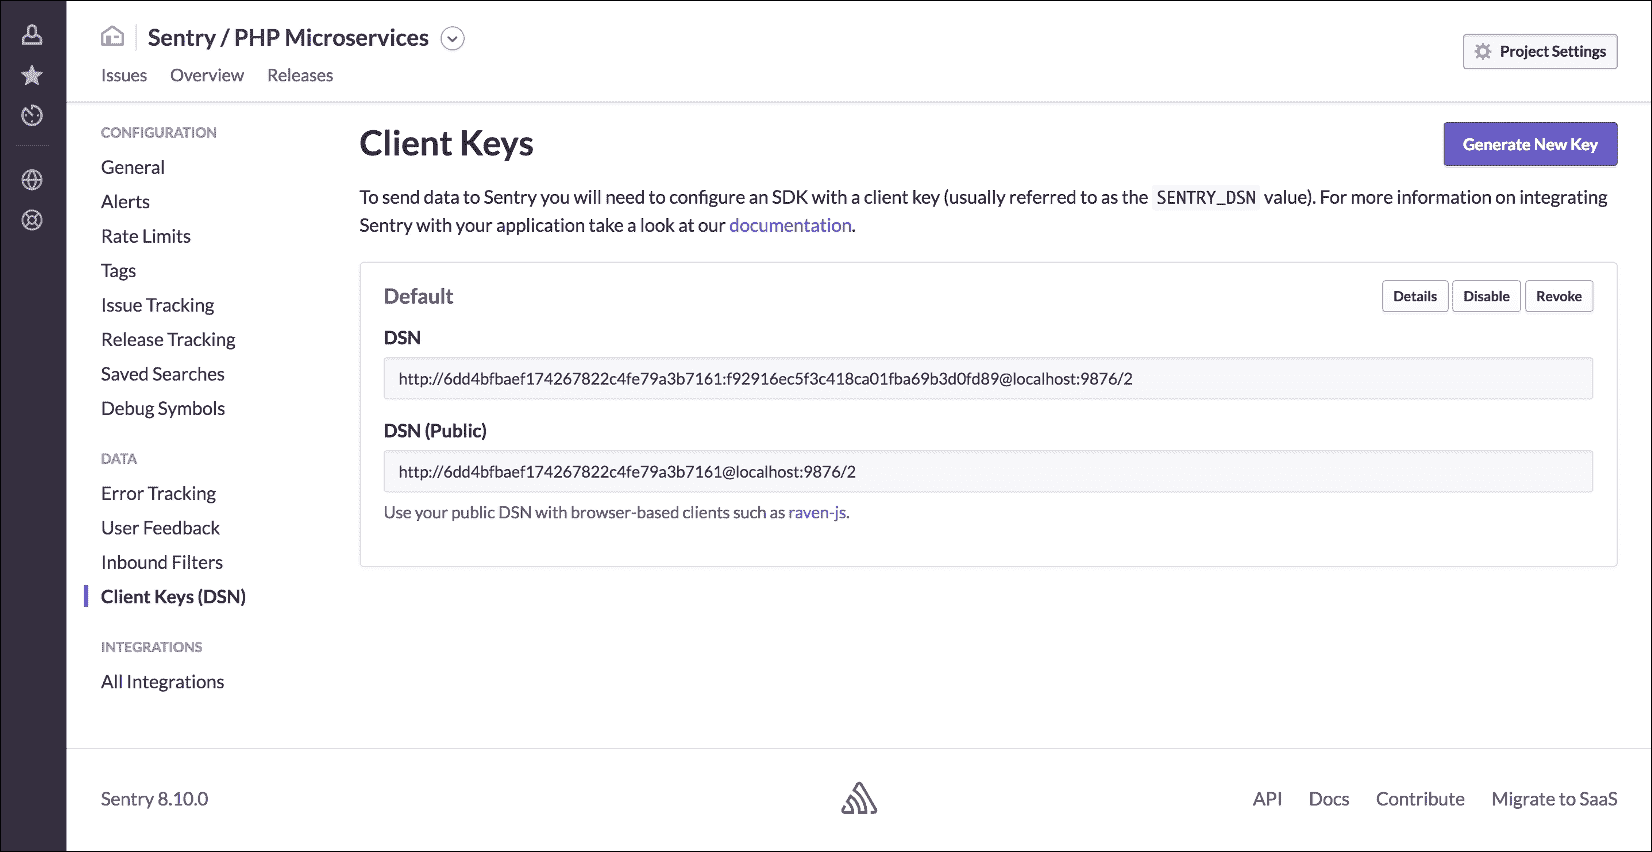 Sentry / PHP Microservices
Project Settings
Issues Overview Releases
CONFIGURATION
General
Alerts
Rate Limits
Tags
Issue Tracking
Release Tracking
Saved Searches
Debug Symbols
DATA
Error Tracking
User Feedback
Inbound Filters
Client Keys (DSN)
INTEGRATIONS
All Integrations
Client Keys
Generate New Key
To send data to Sentry you will need to configure an SDK with a client key (usually referred to as the SENTRY_DSN value). For more information on integrating
Sentry with your application take a look at our documentation.
Default
Details Disable Revoke
DSN
http://6dd4bfbaef174267822c4fe79a3b7161:f92916ec5f3c418ca01fba69b3d0fd89@localhost:9876/2
DSN (Public)
http://6dd4bfbaef174267822c4fe79a3b7161@localhost:9876/2
Use your public DSN with browser-based clients such as raven-js.
Sentry 8.10.0
API Docs Contribute Migrate to SaaS